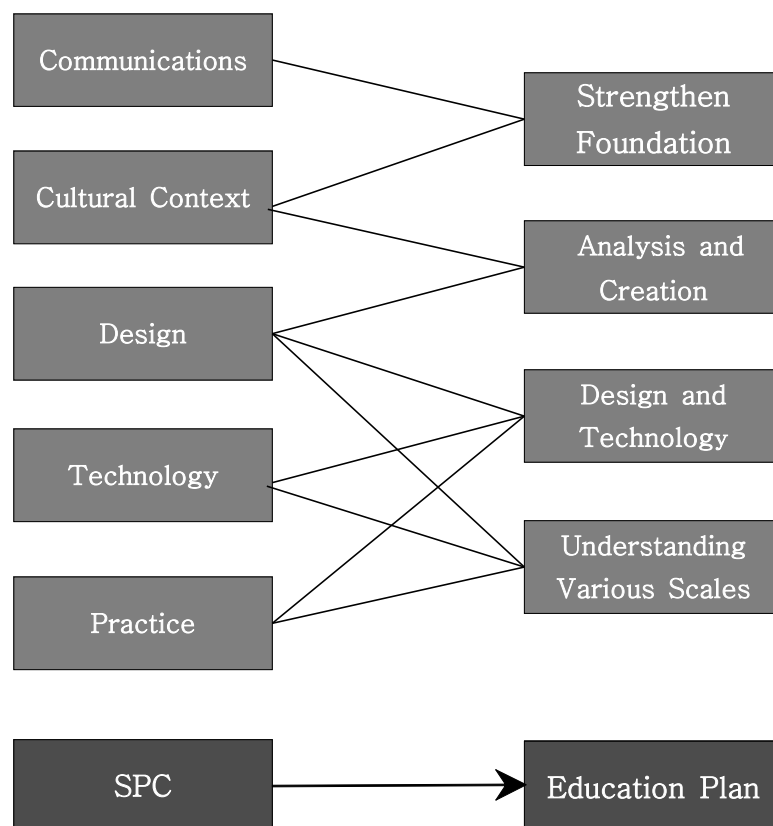 Communications
Strengthen
Foundation
Cultural Context
Analysis and
Creation
Design
Design and
Technology
Technology
Understanding
Various Scales
Practice
SPC
Education Plan